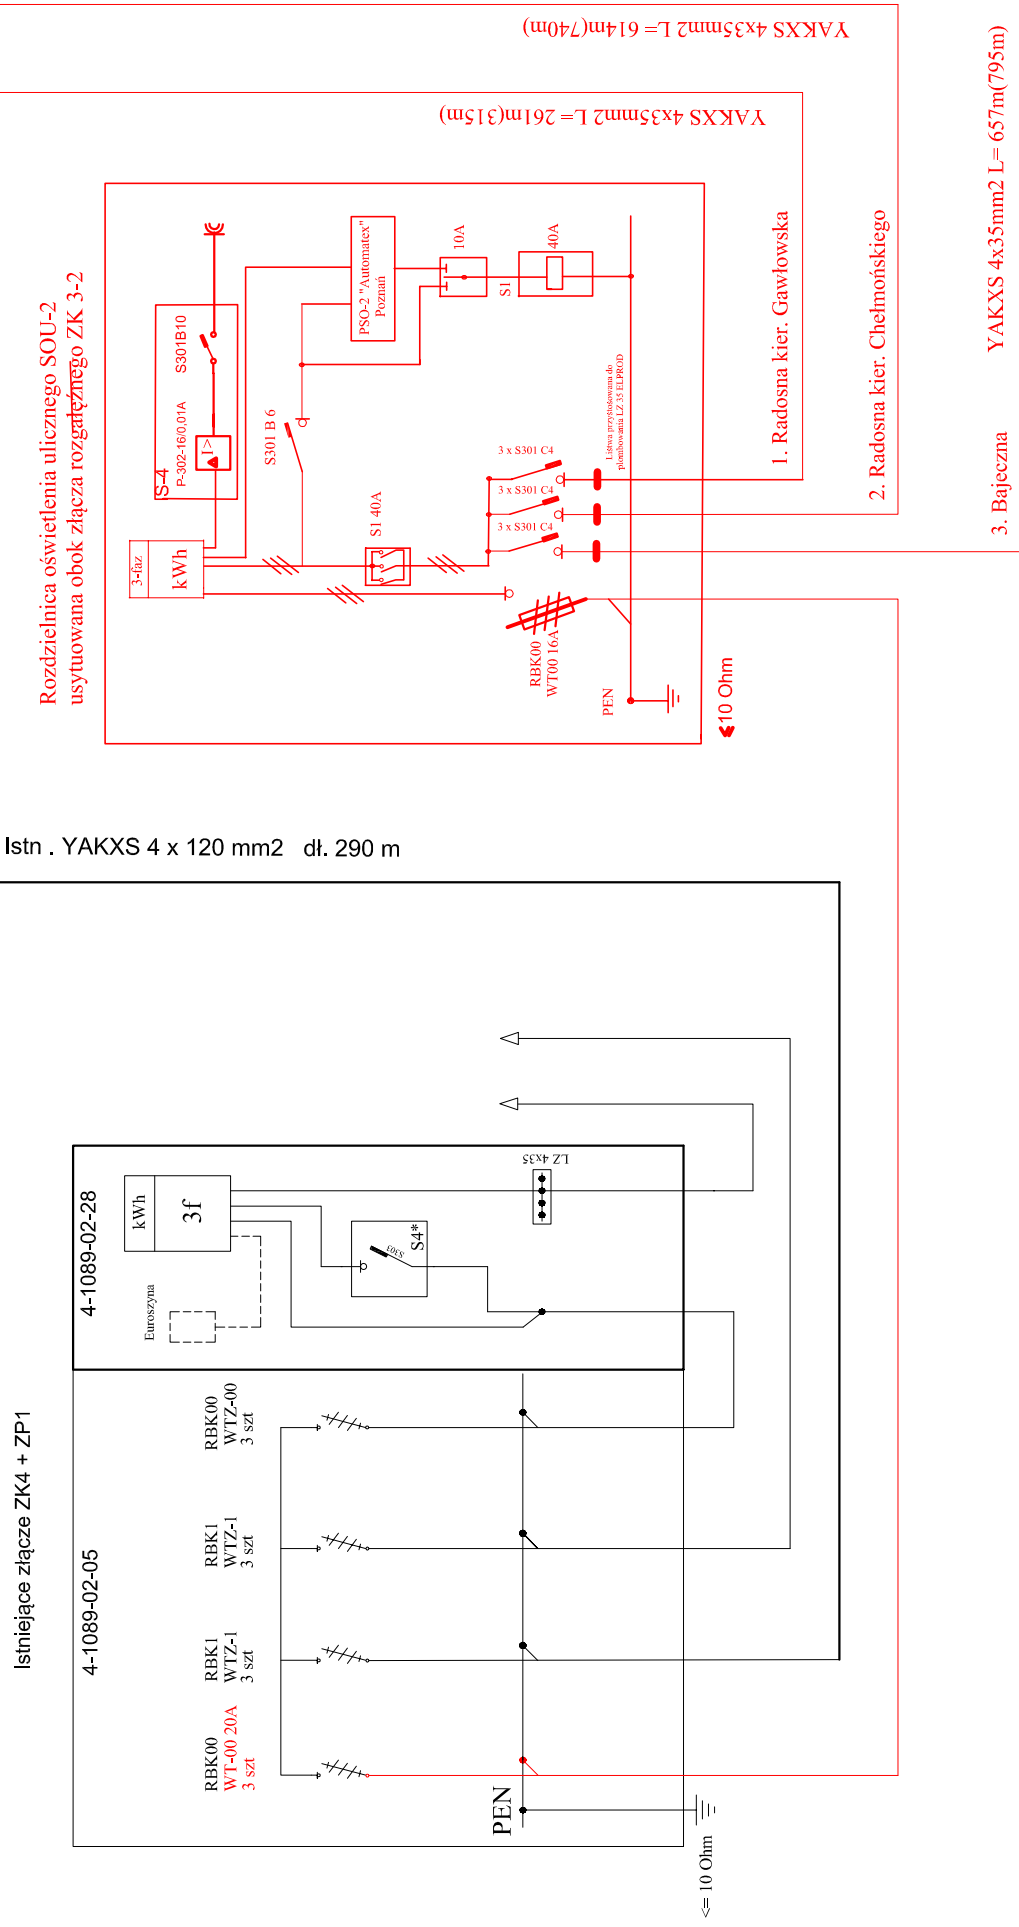 YAKXS 4x35mm2 L= 614m(740m)
YAKXS 4x35mm2 L= 261m(315m)
YAKXS 4x35mm2 L= 657m(795m)
Rozdzielnica oświetlenia ulicznego SOU-2
usytuowana obok złącza rozgałęźnego ZK 3-2
S-4
P-302-16/0,01A
S301B10
I>
3-faz
kWh
S301 B 6
PSO-2 "Automatex"
Poznań
S1 40A
10A
S1
40A
3 x S301 C4
3 x S301 C4
3 x S301 C4
Listwa przystosowana do
plombowania LZ 35 ELPROD
RBK00
WT00 16A
PEN
10 Ohm
1. Radosna kier. Gawłowska
2. Radosna kier. Chełmońskiego
3. Bajeczna
Istn . YAKXS 4 x 120 mm2 dł. 290 m
Istniejące złącze ZK4 + ZP1
4-1089-02-28
kWh
3f
Euroszyna
S303
S4*
LZ 4x35
4-1089-02-05
RBK00
WTZ-00
3 szt
RBK1
WTZ-1
3 szt
RBK1
WTZ-1
3 szt
RBK00
WT-00 20A
3 szt
PEN
<= 10 Ohm